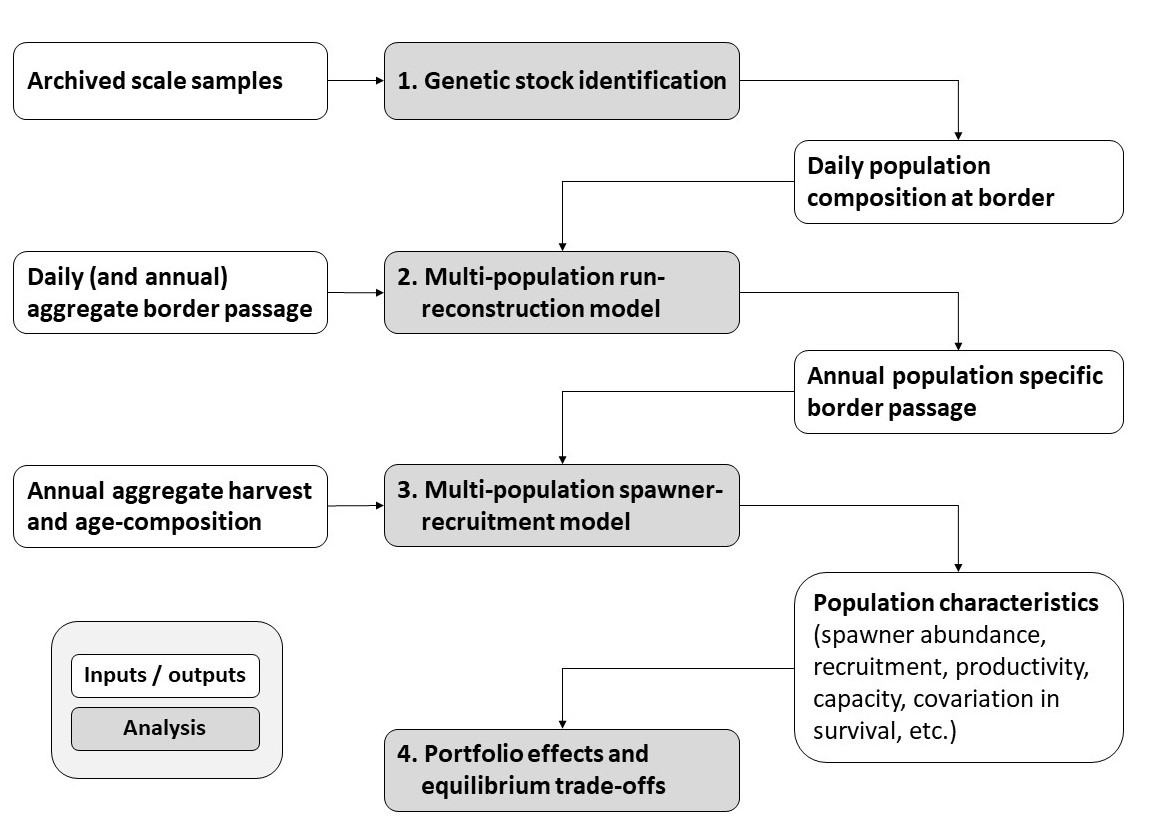 Archived scale samples
1. Genetic stock identification
Daily population
composition at border
Daily (and annual)
aggregate border passage
2. Multi-population run-
reconstruction model
Annual population specific
border passage
Annual aggregate harvest
and age-composition
3. Multi-population spawner-
recruitment model
Population characteristics
(spawner abundance,
recruitment, productivity,
capacity, covariation in
survival, etc.)
Inputs / outputs
Analysis
4. Portfolio effects and
equilibrium trade-offs